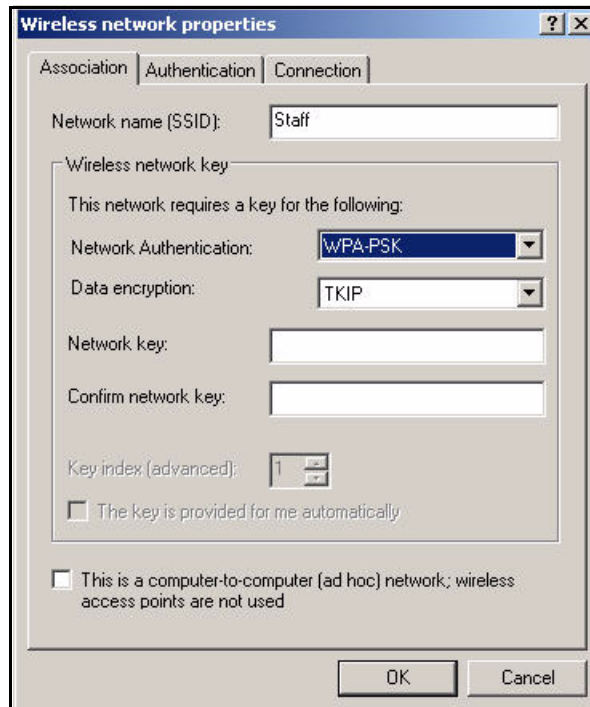 Wireless network properties
Association Authentication Connection
Network name (SSID): Staff
Wireless network key
This network requires a key for the following:
Network Authentication: WPA-PSK
Data encryption: TKIP
Network key:
Confirm network key:
Key index (advanced): 1
The key is provided for me automatically
This is a computer-to-computer (ad hoc) network; wireless
access points are not used
OK Cancel